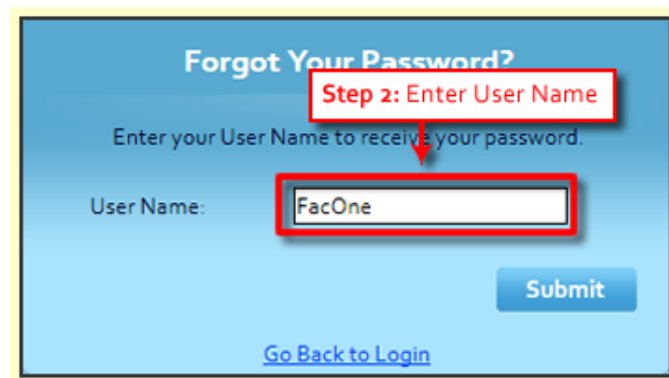 Forgot Your Password?
Step 2: Enter User Name
Enter your User Name to receive your password.
User Name: FacOne
Submit
Go Back to Login